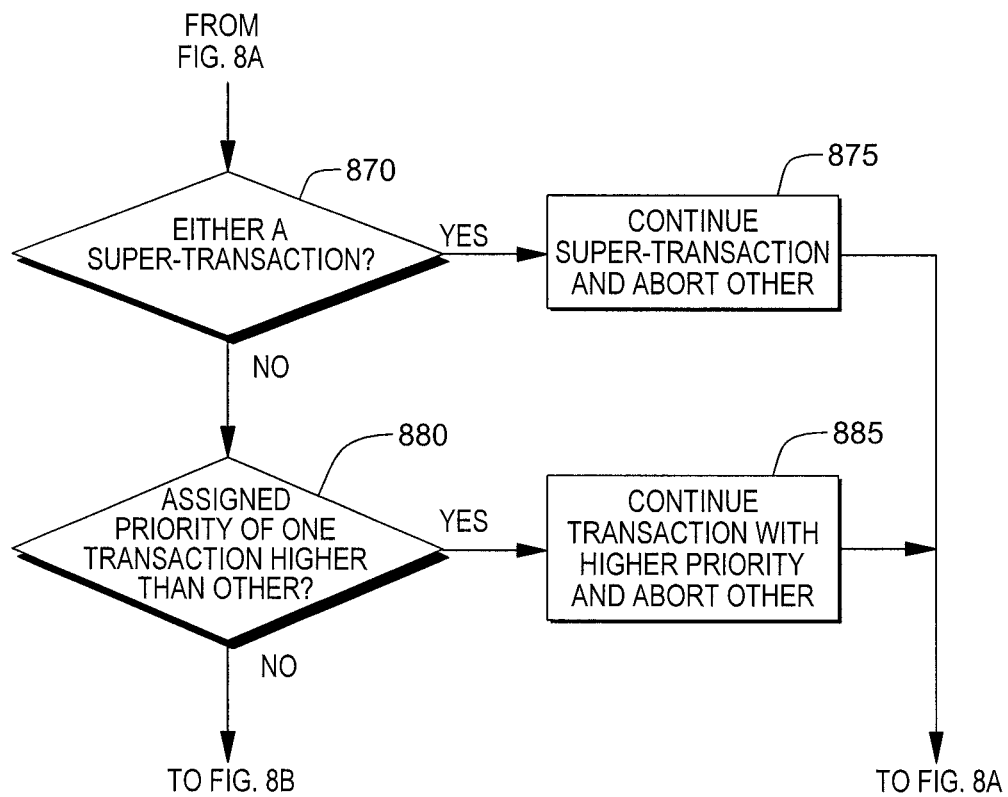 FROM
FIG. 8A
870
EITHER A
SUPER-TRANSACTION?
YES
875
CONTINUE
SUPER-TRANSACTION
AND ABORT OTHER
NO
880
ASSIGNED
PRIORITY OF ONE
TRANSACTION HIGHER
THAN OTHER?
YES
885
CONTINUE
TRANSACTION WITH
HIGHER PRIORITY
AND ABORT OTHER
NO
TO FIG. 8B
TO FIG. 8A